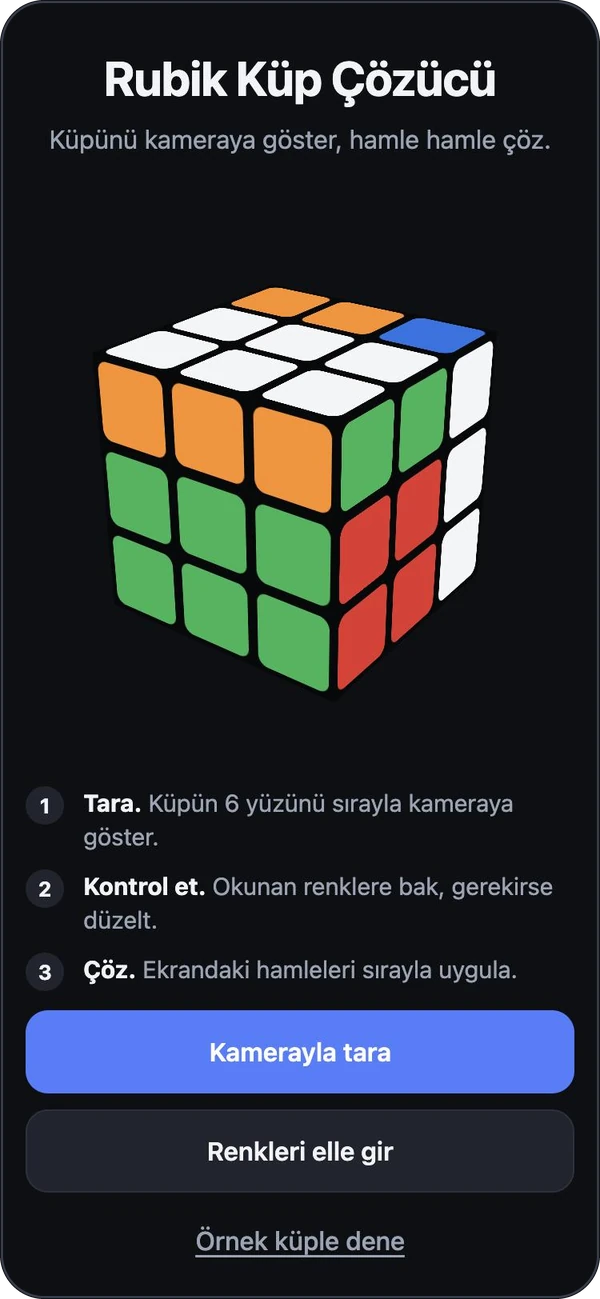 Rubik Küp Çözücü
Küpünü kameraya göster, hamle hamle çöz.
1 Tara. Küpün 6 yüzünü sırayla kameraya
göster.
2 Kontrol et. Okunan renklere bak, gerekirse
düzelt.
3 Çöz. Ekrandaki hamleleri sırayla uygula.
Kamerayla tara
Renkleri elle gir
Örnek küple dene